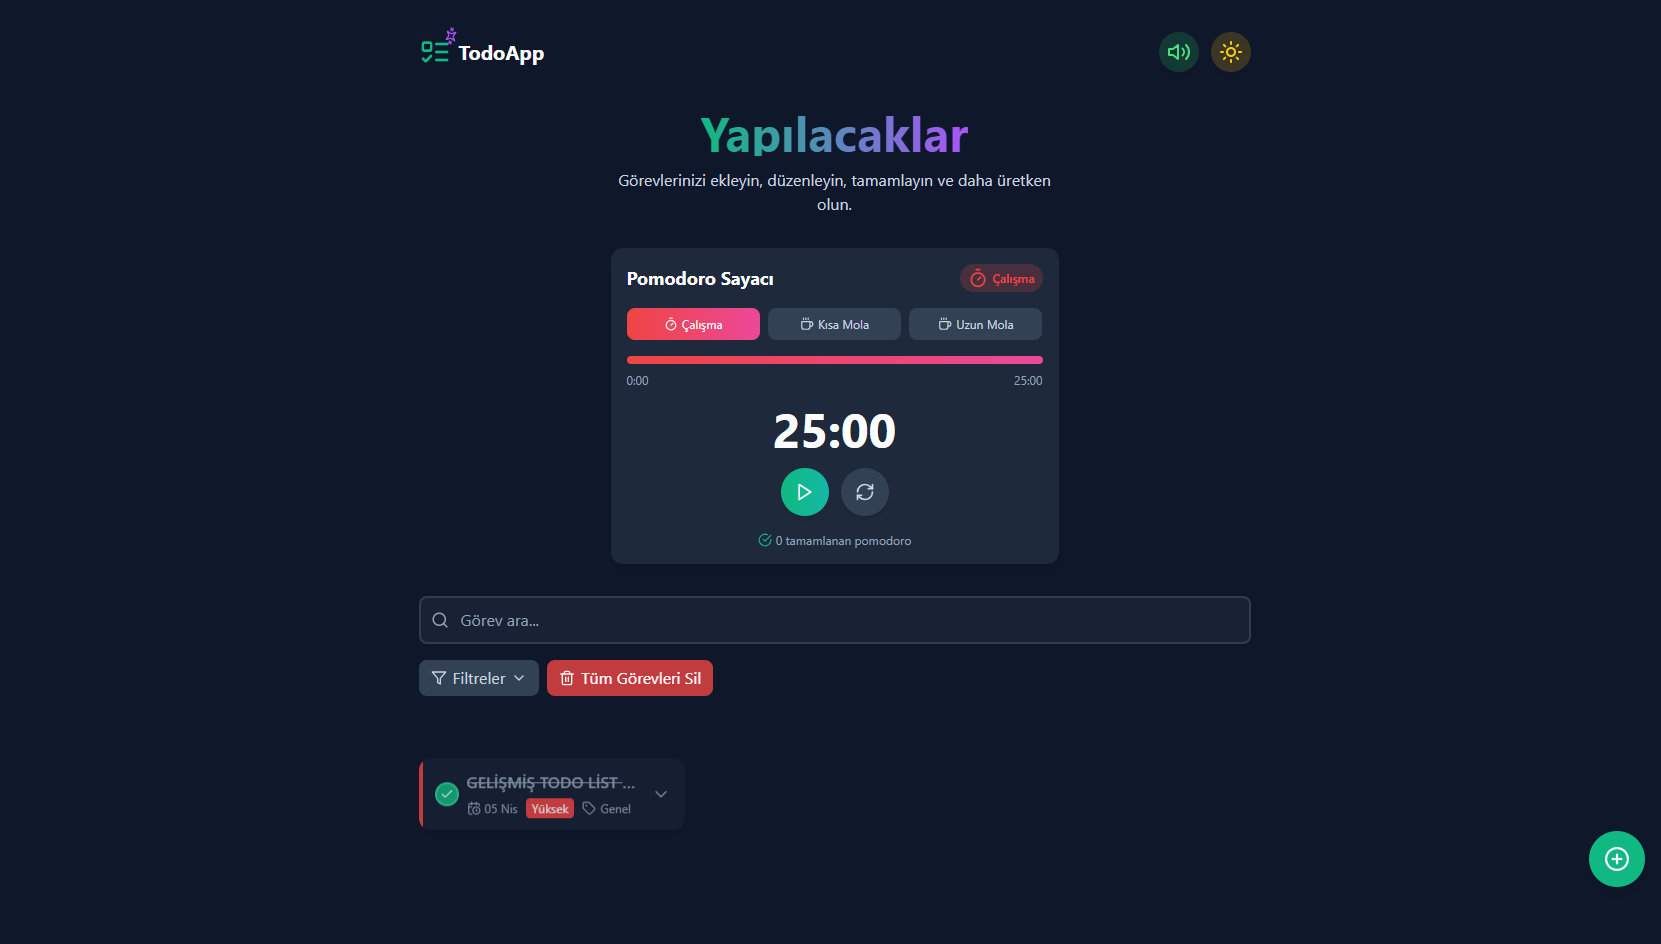 TodoApp
Yapılacaklar
Görevlerinizi ekleyin, düzenleyin, tamamlayın ve daha üretken
olun.
Pomodoro Sayacı
Çalışma
Çalışma
Kısa Mola
Uzun Mola
0:00
25:00
25:00
0 tamamlanan pomodoro
Görev ara...
Filtreler
Tüm Görevleri Sil
GELİŞMİŞ TODO LİST ...
05 Nis
Yüksek
Genel